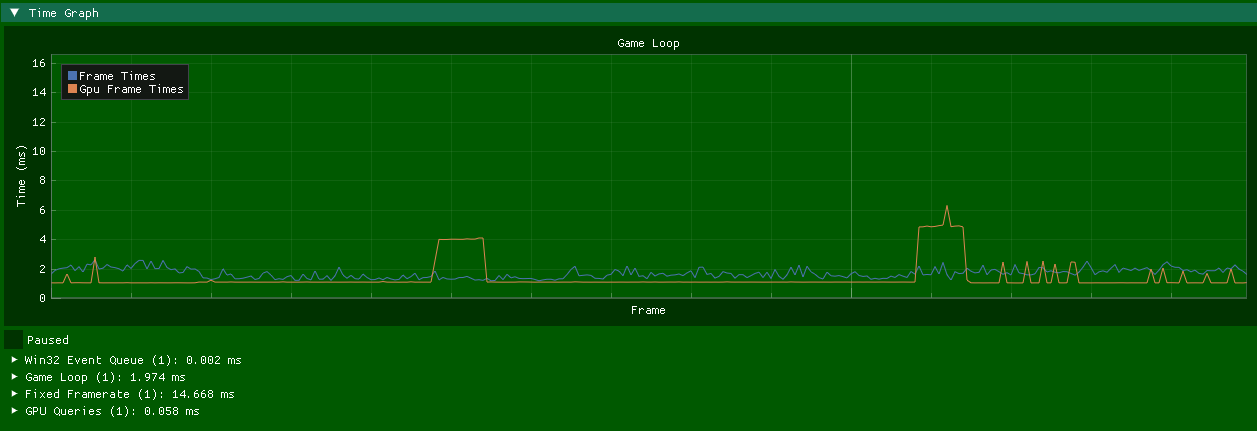 Time Graph
Game Loop
Frame Times
Gpu Frame Times
16
14
12
10
8
6
4
2
0
Time (ms)
Frame
Paused
Win32 Event Queue (1): 0.002 ms
Game Loop (1): 1.974 ms
Fixed Framerate (1): 14.668 ms
GPU Queries (1): 0.058 ms